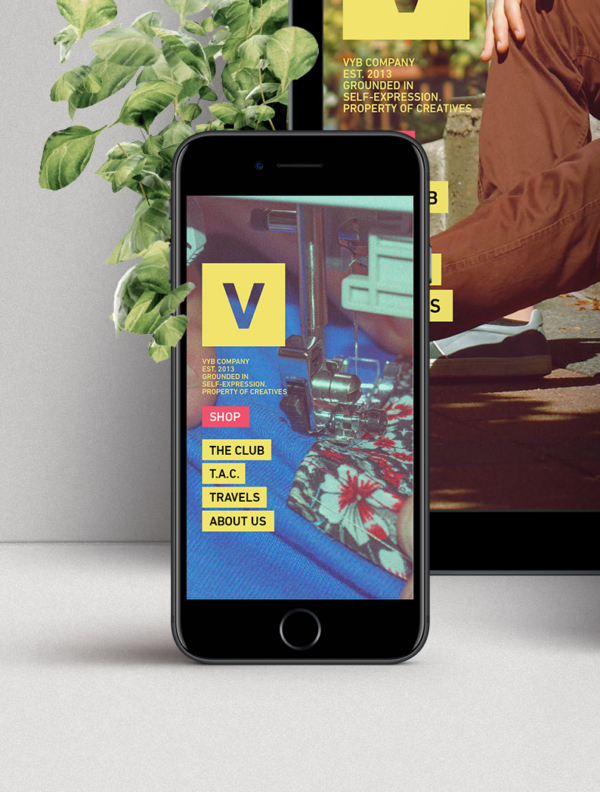 VYB COMPANY
EST. 2013
GROUNDED IN
SELF-EXPRESSION.
PROPERTY OF CREATIVES
B
S
V
VYB COMPANY
EST. 2013
GROUNDED IN
SELF-EXPRESSION.
PROPERTY OF CREATIVES
SHOP
THE CLUB
T.A.C.
TRAVELS
ABOUT US